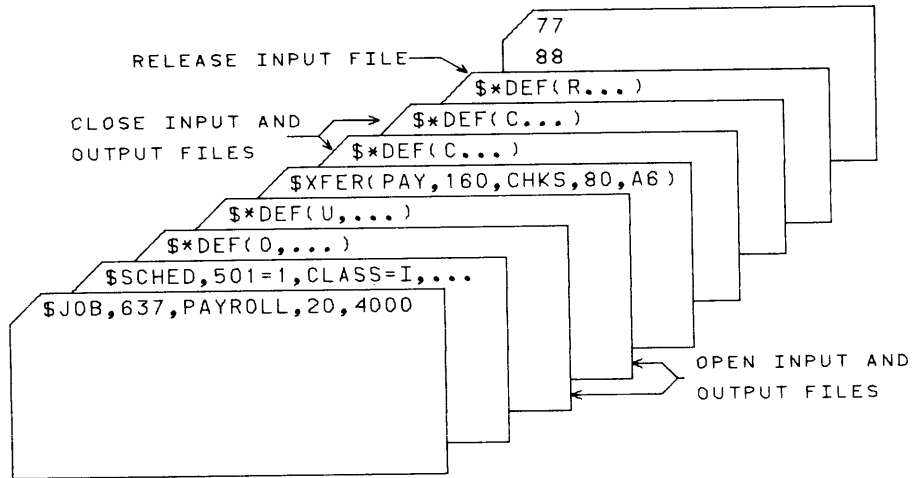 77
88
RELEASE INPUT FILE
$*DEF(R...)
CLOSE INPUT AND
OUTPUT FILES
$*DEF(C...)
$*DEF(C...)
$XFER(PAY,160,CHKS,80,A6)
$*DEF(U,...)
$*DEF(O,...)
$SCHED,501=1,CLASS=I,...
$JOB,637,PAYROLL,20,4000
OPEN INPUT AND
OUTPUT FILES